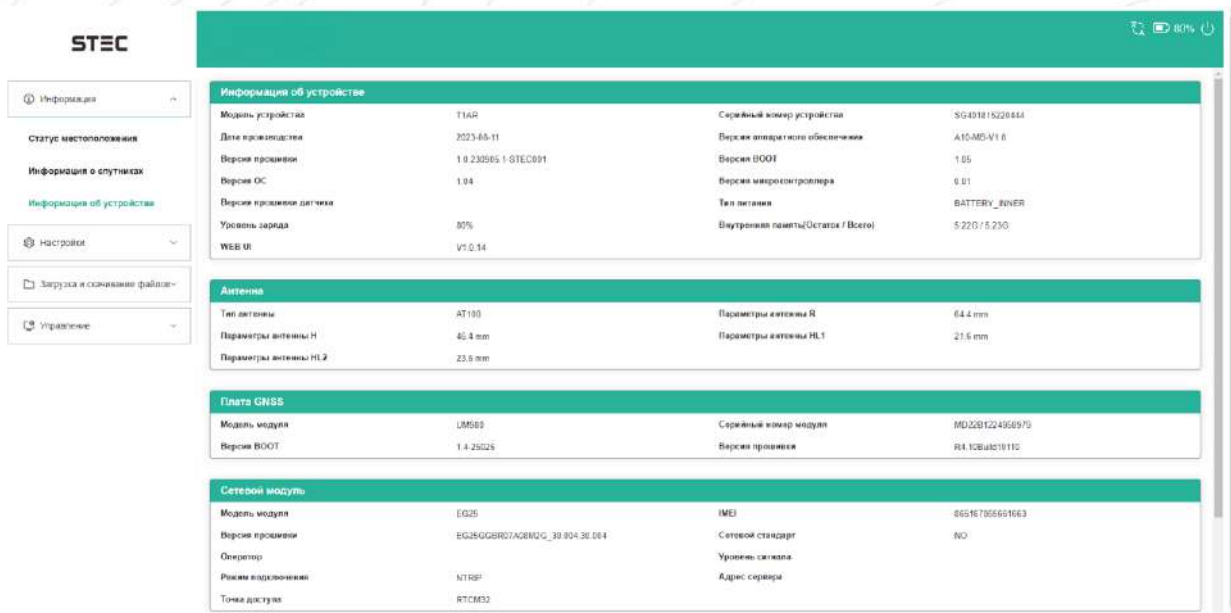 STEC
80%
Информация
Статус местоположения
Информация о спутниках
Информация об устройстве
Настройки
Загрузка и скачивание файлов
Управление
Информация об устройстве
Модель устройства T1AR Серийный номер устройства
Дата производства Версия аппаратного обеспечения
Версия прошивки Версия BOOT 1.05
Версия ОС 1.04 Версия микроконтроллера 0.01
Версия прошивки датчика Тип питания BATTERY_INNER
Уровень заряда 80% Внутренняя память(Остаток / Всего) 5.22G / 5.23G
WEB UI V1.0.14
Антенна
Тип антенны Параметры антенны R 64.4 mm
Параметры антенны H 46.4 mm Параметры антенны HL1 21.6 mm
Параметры антенны HL2 23.6 mm
Плата GNSS
Модель модуля Серийный номер модуля
Версия BOOT Версия прошивки
Сетевой модуль
Модель модуля EG25 IMEI
Версия прошивки Сетевой стандарт NO
Оператор Уровень сигнала
Режим подключения NTRIP Адрес сервера
Точка доступа RTCM32